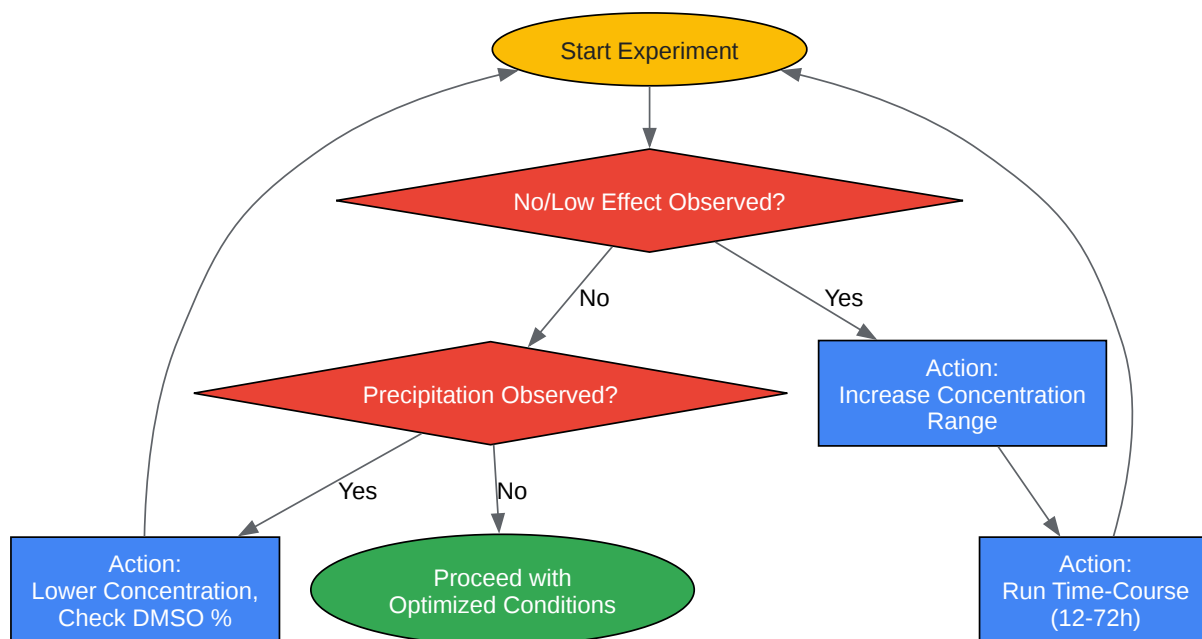 Start Experiment
No/Low Effect Observed?
No
Yes
Precipitation Observed?
Action:
Increase Concentration
Range
Yes
No
Action:
Lower Concentration,
Check DMSO %
Proceed with
Optimized Conditions
Action:
Run Time-Course
(12-72h)